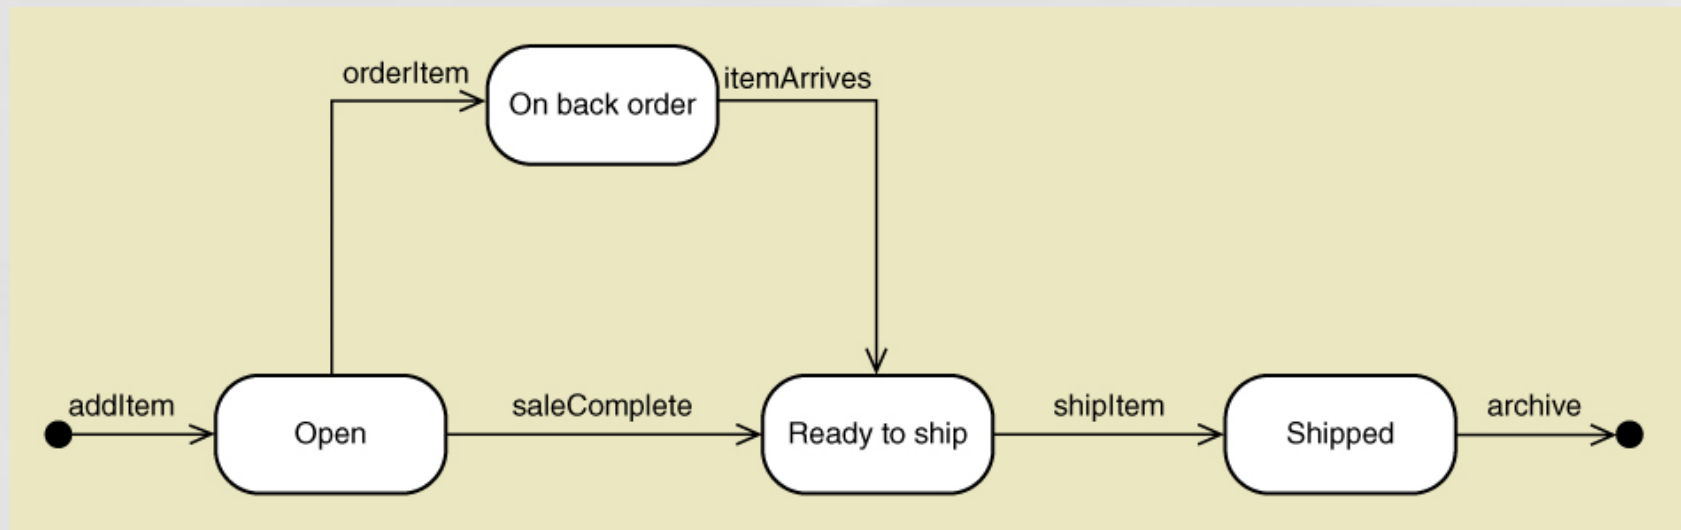 orderItem
On back order
itemArrives
addItem
Open
saleComplete
Ready to ship
shipItem
Shipped
archive